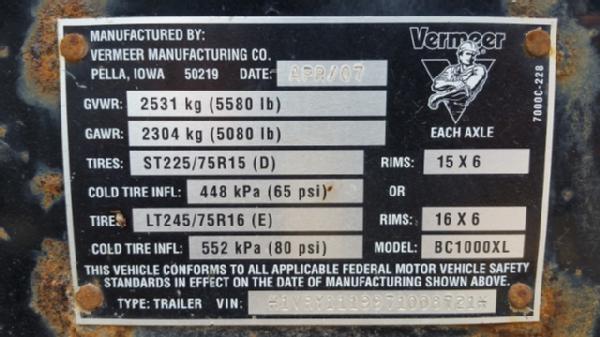 MANUFACTURED BY:
VERMEER MANUFACTURING CO.
PELLA, IOWA 50219 DATE: APR/07
Vermeer
7000C-228
GVWR: 2531 kg (5580 lb)
GAWR: 2304 kg (5080 lb) EACH AXLE
TIRES: ST225/75R15 (D) RIMS: 15 X 6
COLD TIRE INFL: 448 kPa (65 psi) OR
TIRES: LT245/75R16 (E) RIMS: 16 X 6
COLD TIRE INFL: 552 kPa (80 psi) MODEL: BC1000XL
THIS VEHICLE CONFORMS TO ALL APPLICABLE FEDERAL MOTOR VEHICLE SAFETY
STANDARDS IN EFFECT ON THE DATE OF MANUFACTURING SHOWN ABOVE.
TYPE: TRAILER VIN: